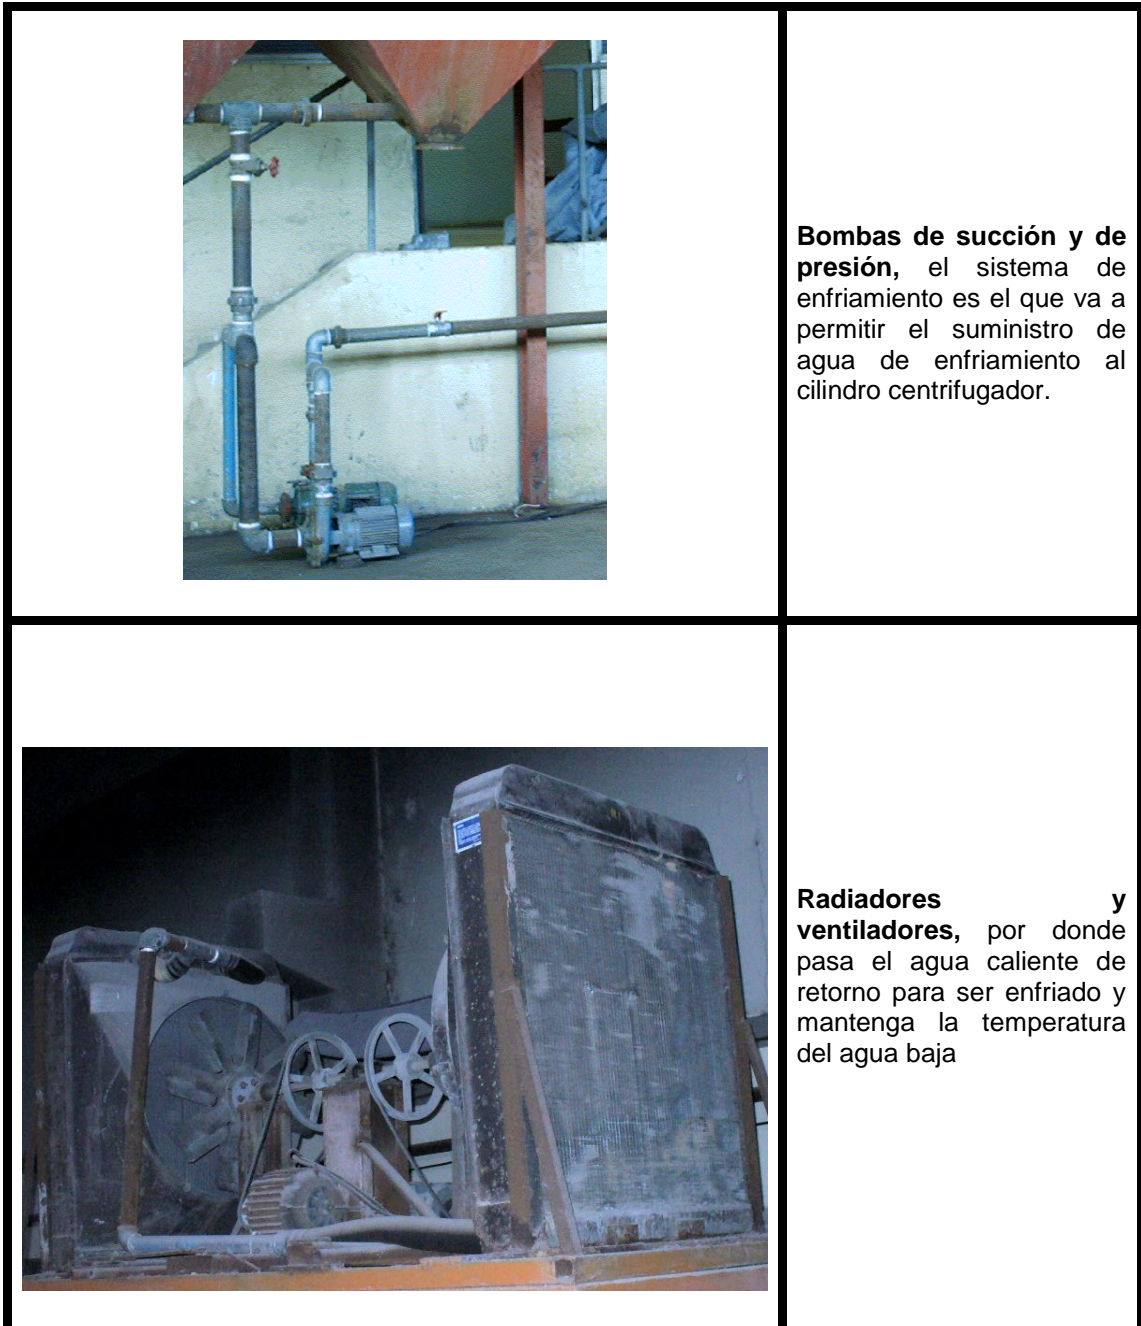 Bombas de succión y de
presión, el sistema de
enfriamiento es el que va a
permitir el suministro de
agua de enfriamiento al
cilindro centrifugador.
Radiadores y
ventiladores, por donde
pasa el agua caliente de
retorno para ser enfriado y
mantenga la temperatura
del agua baja